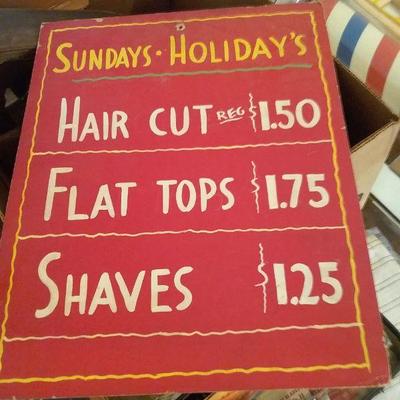 SUNDAYS · HOLIDAY'S
HAIR CUT REG $1.50
FLAT TOPS $1.75
SHAVES $1.25